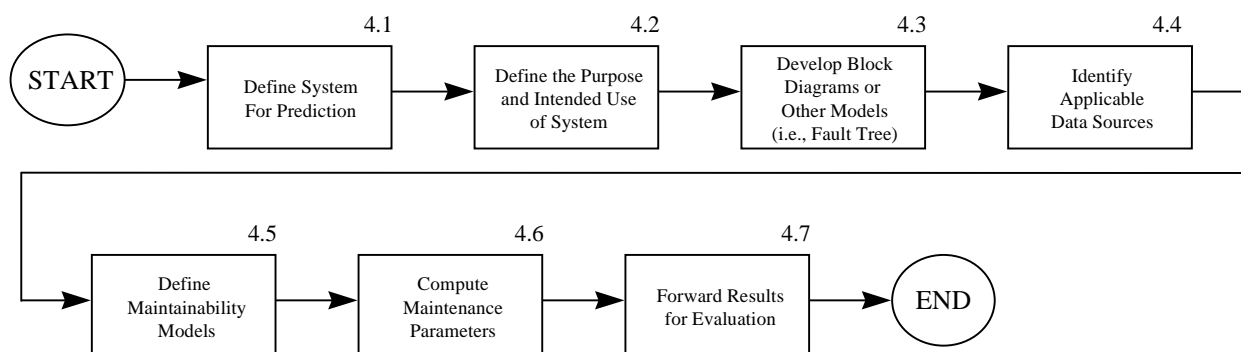 4.1
4.2
4.3
4.4
START
Define System
For Prediction
Define the Purpose
and Intended Use
of System
Develop Block
Diagrams or
Other Models
(i.e., Fault Tree)
Identify
Applicable
Data Sources
4.5
4.6
4.7
Define
Maintainability
Models
Compute
Maintenance
Parameters
Forward Results
for Evaluation
END